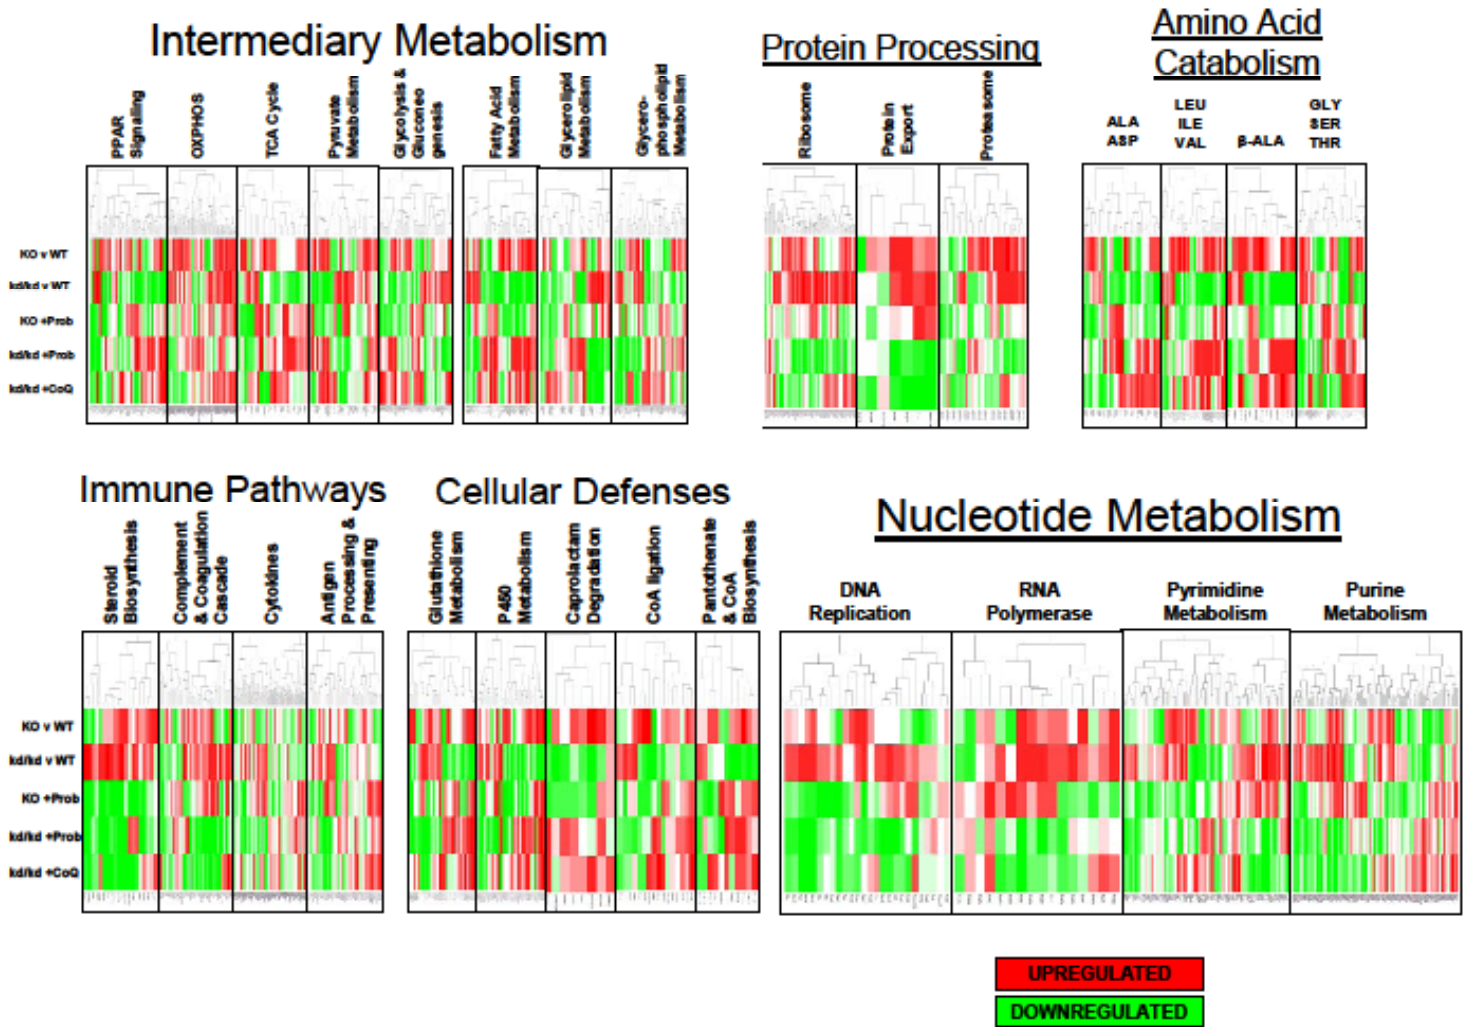 Intermediary Metabolism
Protein Processing
Amino Acid
Catabolism
PPAR
Signaling
OXPHOS
TCA Cycle
Pyruvate
Metabolism
Glycolysis &
Gluconeo
genesis
Fatty Acid
Metabolism
Glycerolipid
Metabolism
Glycero-
phospholipid
Metabolism
Ribosome
Protein
Export
Proteasome
ALA
ASP
LEU
ILE
VAL
β-ALA
GLY
SER
THR
KO v WT
kd/kd v WT
KO +Prob
kd/kd +Prob
kd/kd +CoQ
Immune Pathways
Cellular Defenses
Nucleotide Metabolism
Steroid
Biosynthesis
Complement
& Coagulation
Cascade
Cytokines
Antigen
Processing &
Presenting
Glutathione
Metabolism
P450
Metabolism
Caprolactam
Degradation
CoA ligation
Pantothenate
& CoA
Biosynthesis
DNA
Replication
RNA
Polymerase
Pyrimidine
Metabolism
Purine
Metabolism
KO v WT
kd/kd v WT
KO +Prob
kd/kd +Prob
kd/kd +CoQ
UPREGULATED
DOWNREGULATED